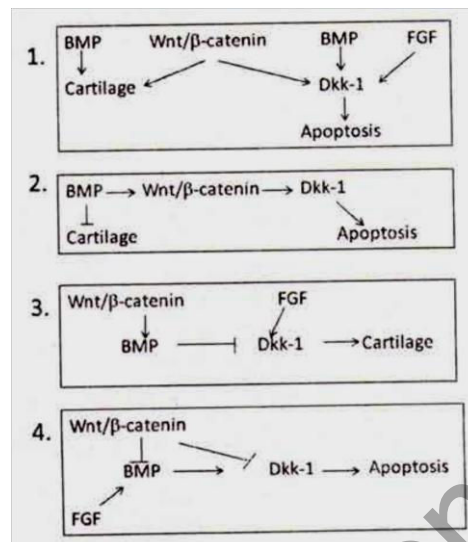 1.
BMP Wnt/β-catenin BMP FGF
Cartilage Dkk-1
Apoptosis
2.
BMP Wnt/β-catenin Dkk-1
Cartilage Apoptosis
3.
Wnt/β-catenin FGF
BMP Dkk-1 Cartilage
4.
Wnt/β-catenin
BMP Dkk-1 Apoptosis
FGF